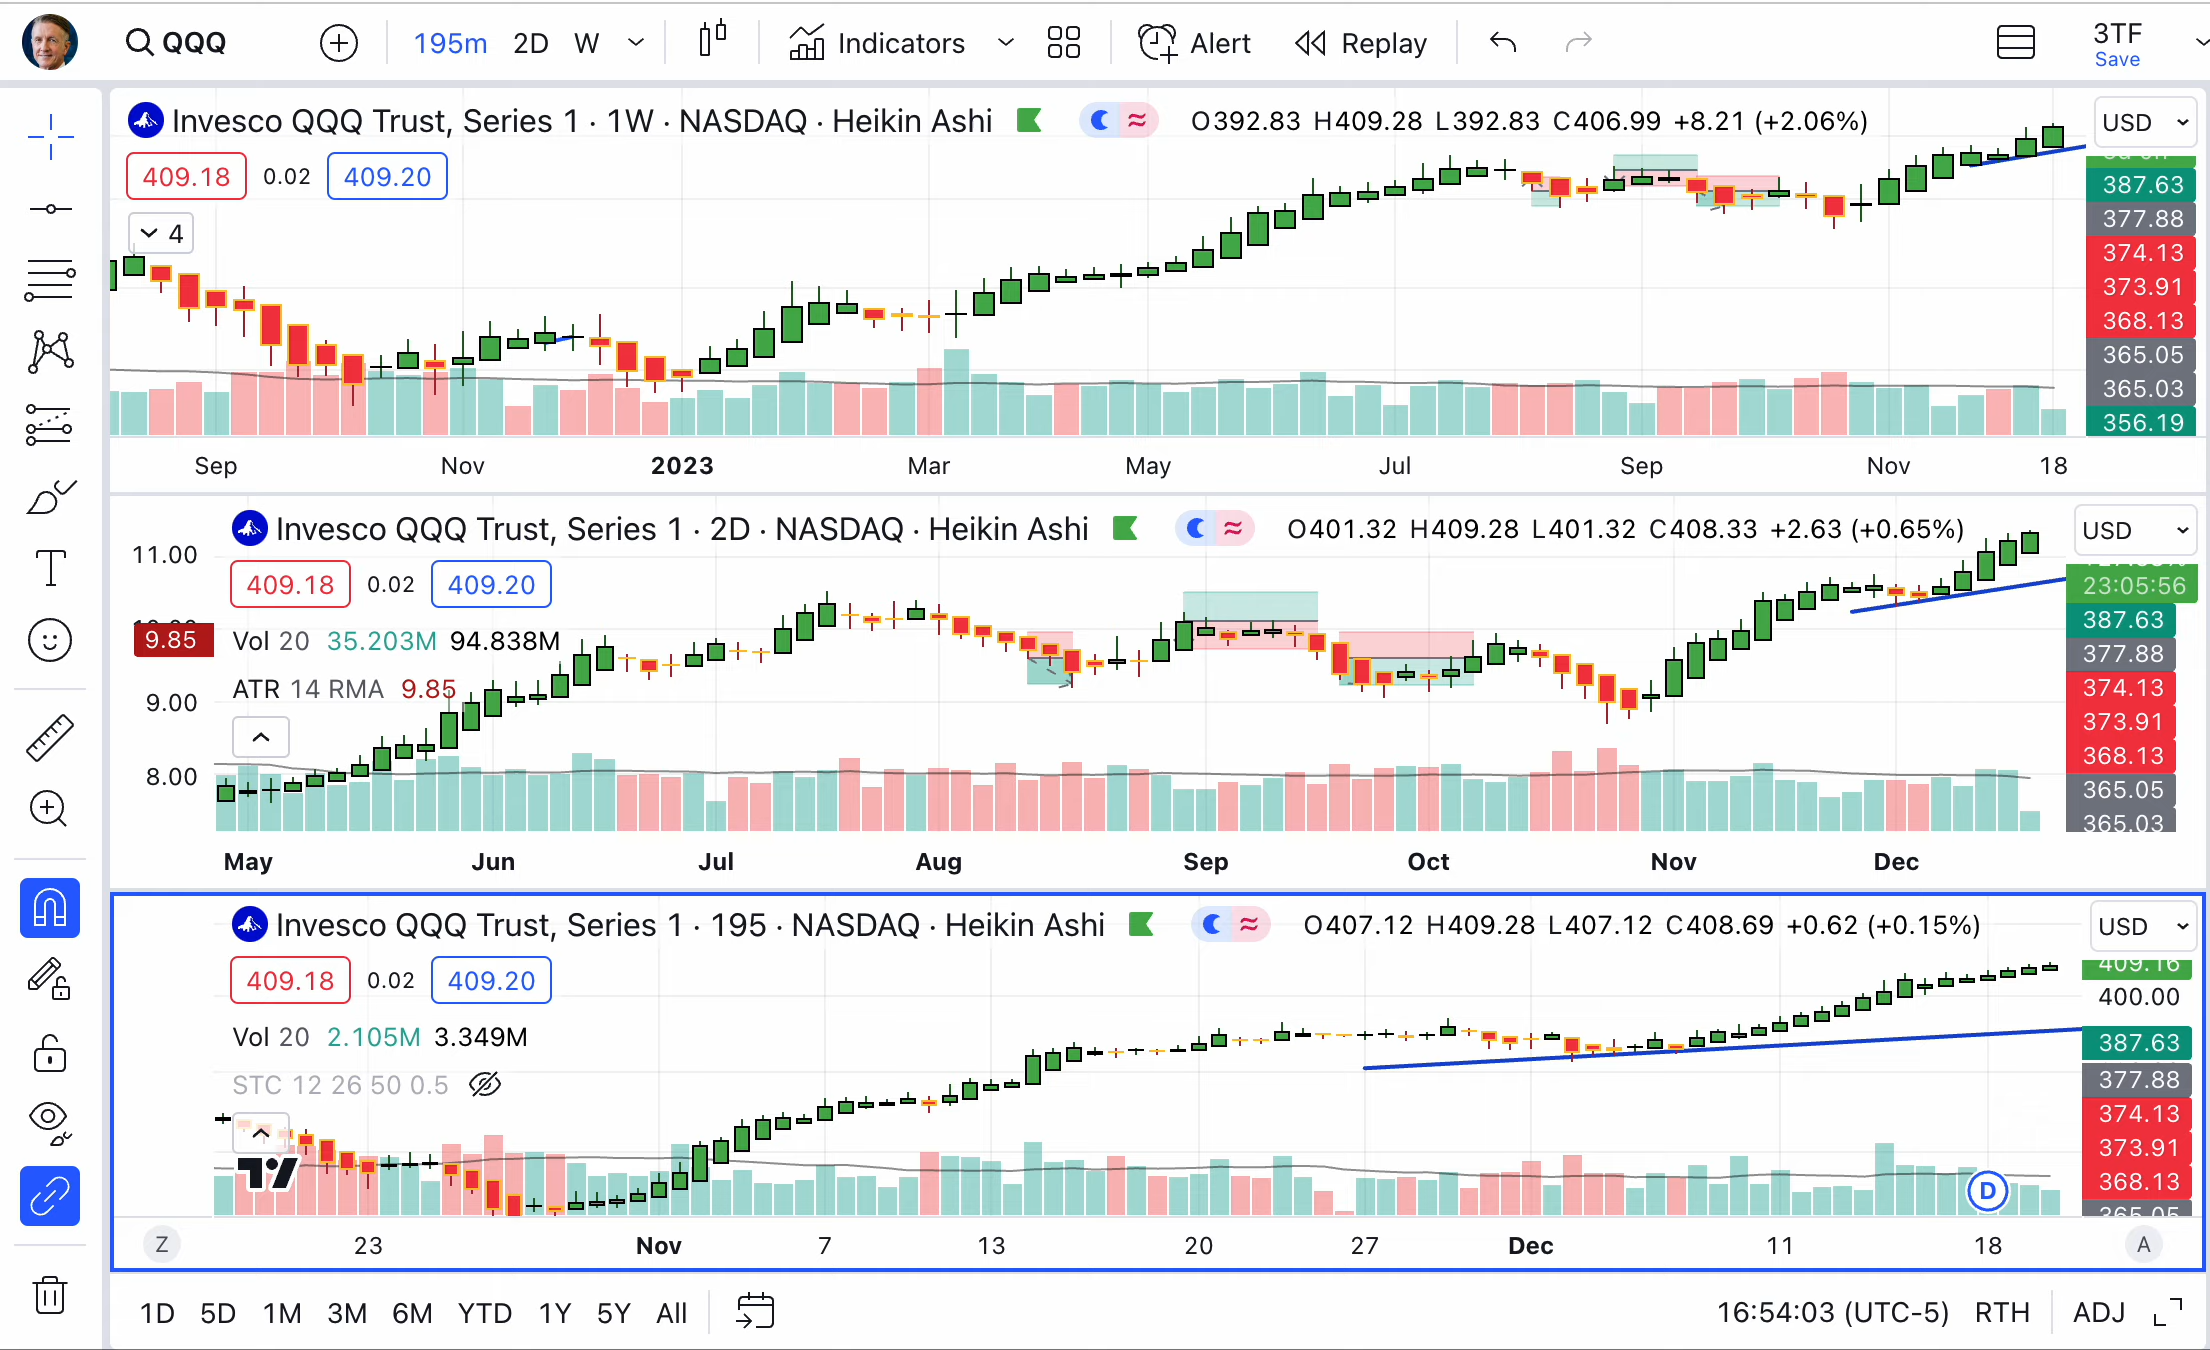 QQQ 195m 2D W Indicators Alert Replay 3TF
Save
Invesco QQQ Trust, Series 1 · 1W · NASDAQ · Heikin Ashi O392.83 H409.28 L392.83 C406.99 +8.21 (+2.06%) USD
409.18 0.02 409.20
4
387.63
377.88
374.13
373.91
368.13
365.05
365.03
356.19
Sep Nov 2023 Mar May Jul Sep Nov 18
Invesco QQQ Trust, Series 1 · 2D · NASDAQ · Heikin Ashi O401.32 H409.28 L401.32 C408.33 +2.63 (+0.65%) USD
11.00
409.18 0.02 409.20
23:05:56
387.63
9.85 Vol 20 35.203M 94.838M
377.88
ATR 14 RMA 9.85
374.13
9.00
373.91
368.13
8.00
365.05
365.03
May Jun Jul Aug Sep Oct Nov Dec
Invesco QQQ Trust, Series 1 · 195 · NASDAQ · Heikin Ashi O407.12 H409.28 L407.12 C408.69 +0.62 (+0.15%) USD
409.16
409.18 0.02 409.20
400.00
Vol 20 2.105M 3.349M
387.63
STC 12 26 50 0.5
377.88
374.13
373.91
368.13
365.05
D
Z 23 Nov 7 13 20 27 Dec 11 18 A
1D 5D 1M 3M 6M YTD 1Y 5Y All 16:54:03 (UTC-5) RTH ADJ